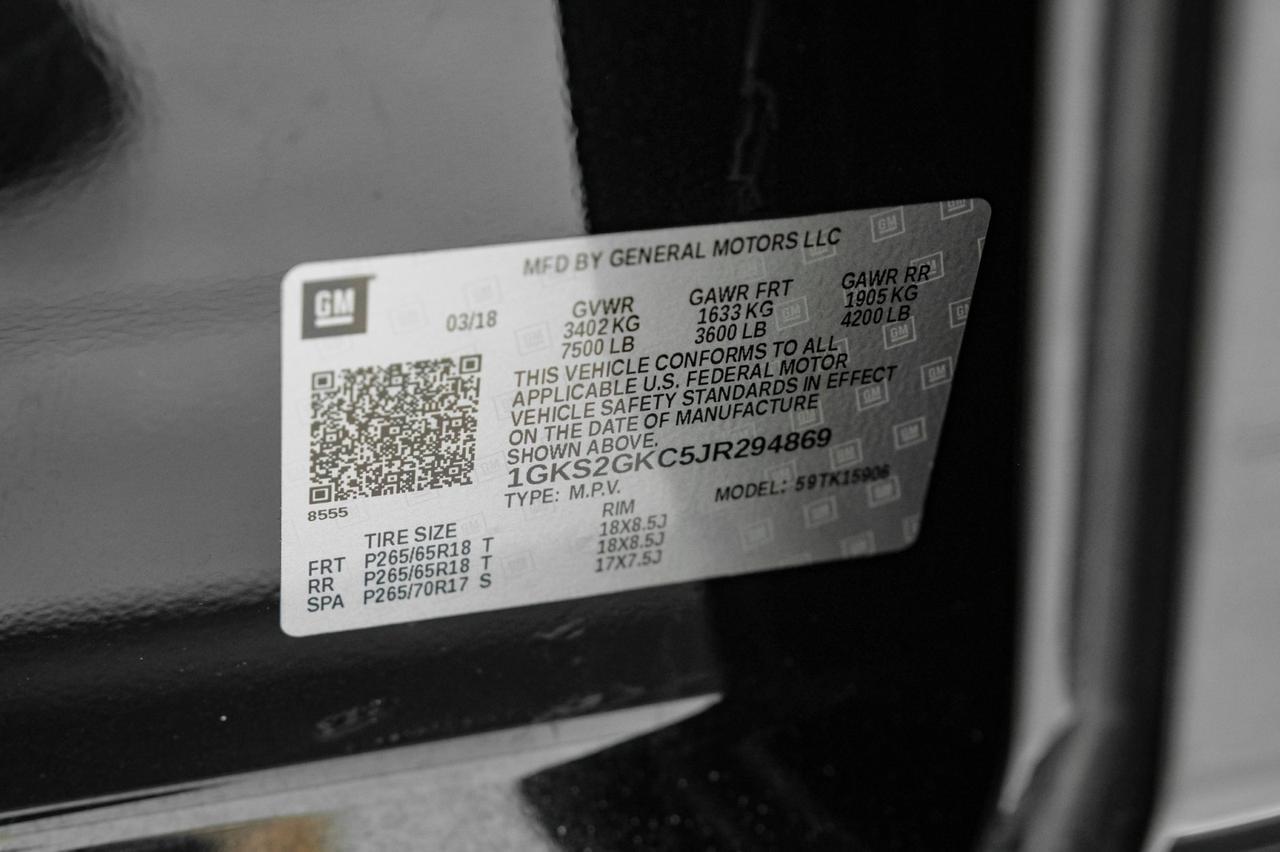 GM
MFD BY GENERAL MOTORS LLC
03/18
GVWR GAWR FRT GAWR RR
3402 KG 1633 KG 1905 KG
7500 LB 3600 LB 4200 LB
THIS VEHICLE CONFORMS TO ALL
APPLICABLE U.S. FEDERAL MOTOR
VEHICLE SAFETY STANDARDS IN EFFECT
ON THE DATE OF MANUFACTURE
SHOWN ABOVE.
1GKS2GKC5JR294869
TYPE: M.P.V. MODEL: 59TK15906
8555
TIRE SIZE RIM
FRT P265/65R18 T 18X8.5J
RR P265/65R18 T 18X8.5J
SPA P265/70R17 S 17X7.5J